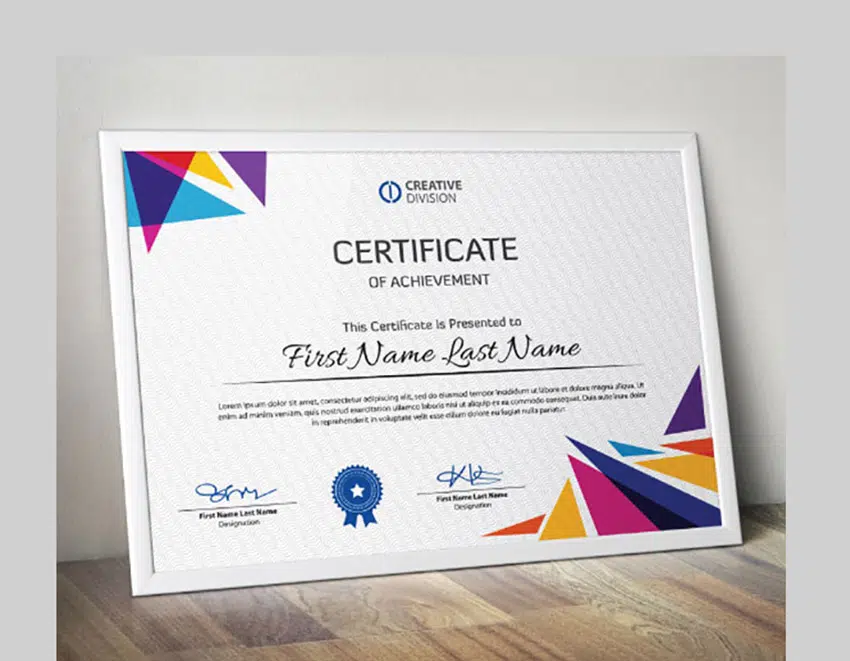 CREATIVE
DIVISION
CERTIFICATE
OF ACHIEVEMENT
This Certificate is Presented to
First Name Last Name
Lorem ipsum dolor sit amet, consectetur adipiscing elit, sed do eiusmod tempor incididunt ut labore et dolore magna aliqua. Ut
enim ad minim veniam, quis nostrud exercitation ullamco laboris nisi ut aliquip ex ea commodo consequat. Duis aute irure dolor
in reprehenderit in voluptate velit esse cillum dolore eu fugiat nulla pariatur.
First Name Last Name
Designation
First Name Last Name
Designation